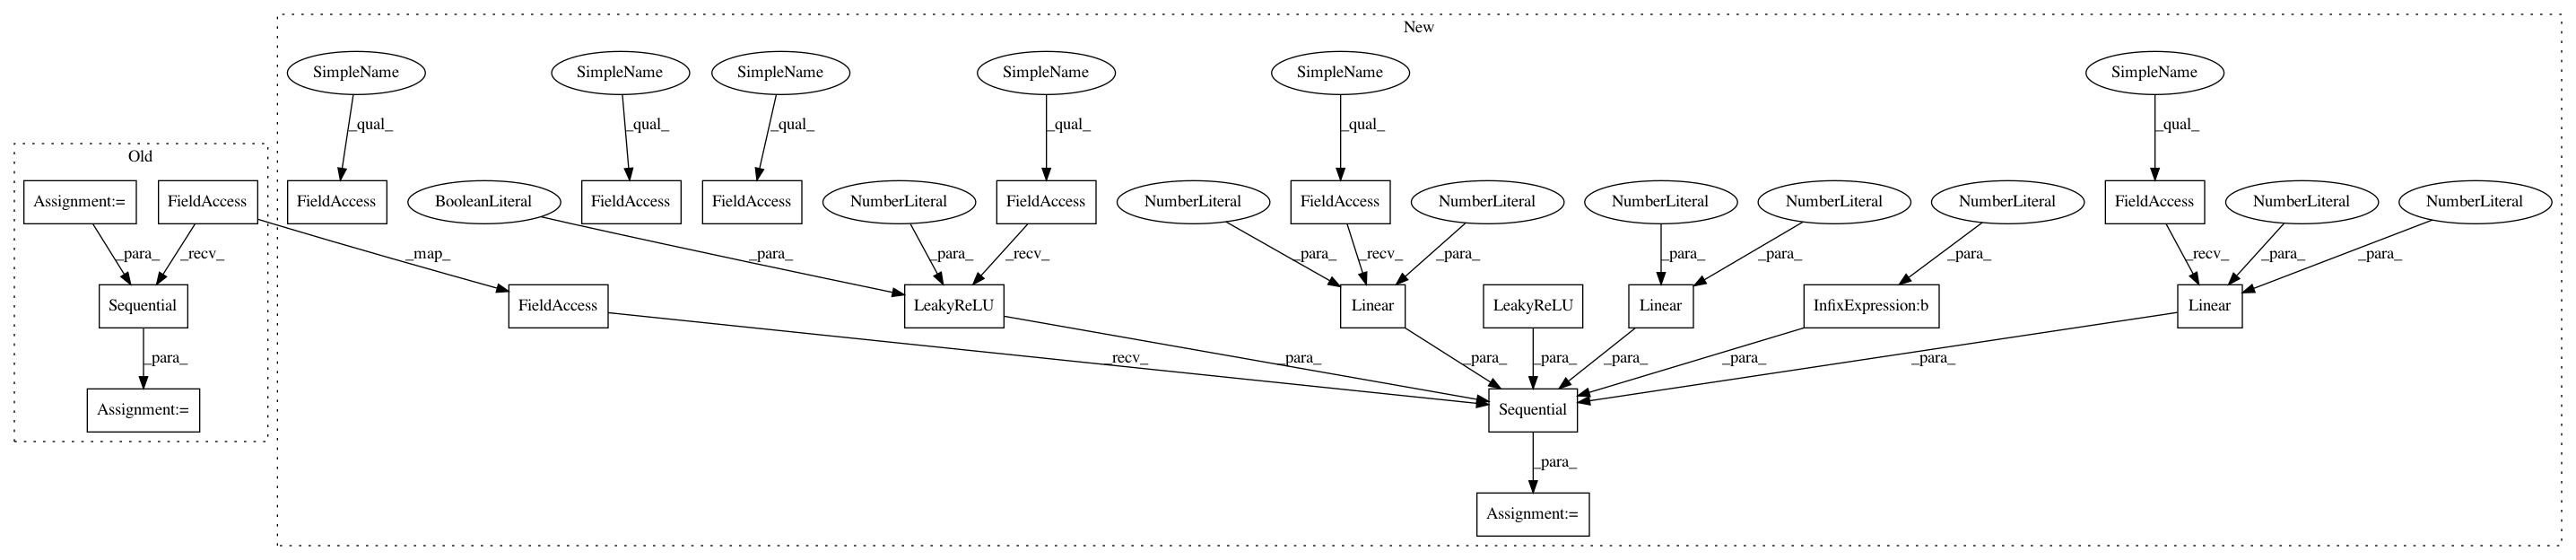 New
SimpleName SimpleName SimpleName SimpleName SimpleName SimpleName
_qual_ _qual_ _qual_ _qual_ _qual_ _qual_
Old
Assignment:= FieldAccess FieldAccess BooleanLiteral FieldAccess FieldAccess NumberLiteral FieldAccess NumberLiteral FieldAccess NumberLiteral NumberLiteral NumberLiteral NumberLiteral FieldAccess NumberLiteral NumberLiteral
_para_ _recv_ _map_ _para_ _para_ _recv_ _para_ _recv_ _para_ _para_ _para_ _para_ _recv_ _para_ _para_
Sequential FieldAccess LeakyReLU Linear LeakyReLU Linear InfixExpression:b Linear
_para_ _recv_ _para_ _para_ _para_ _para_ _para_ _para_
Assignment:= Sequential
_para_
Assignment:=